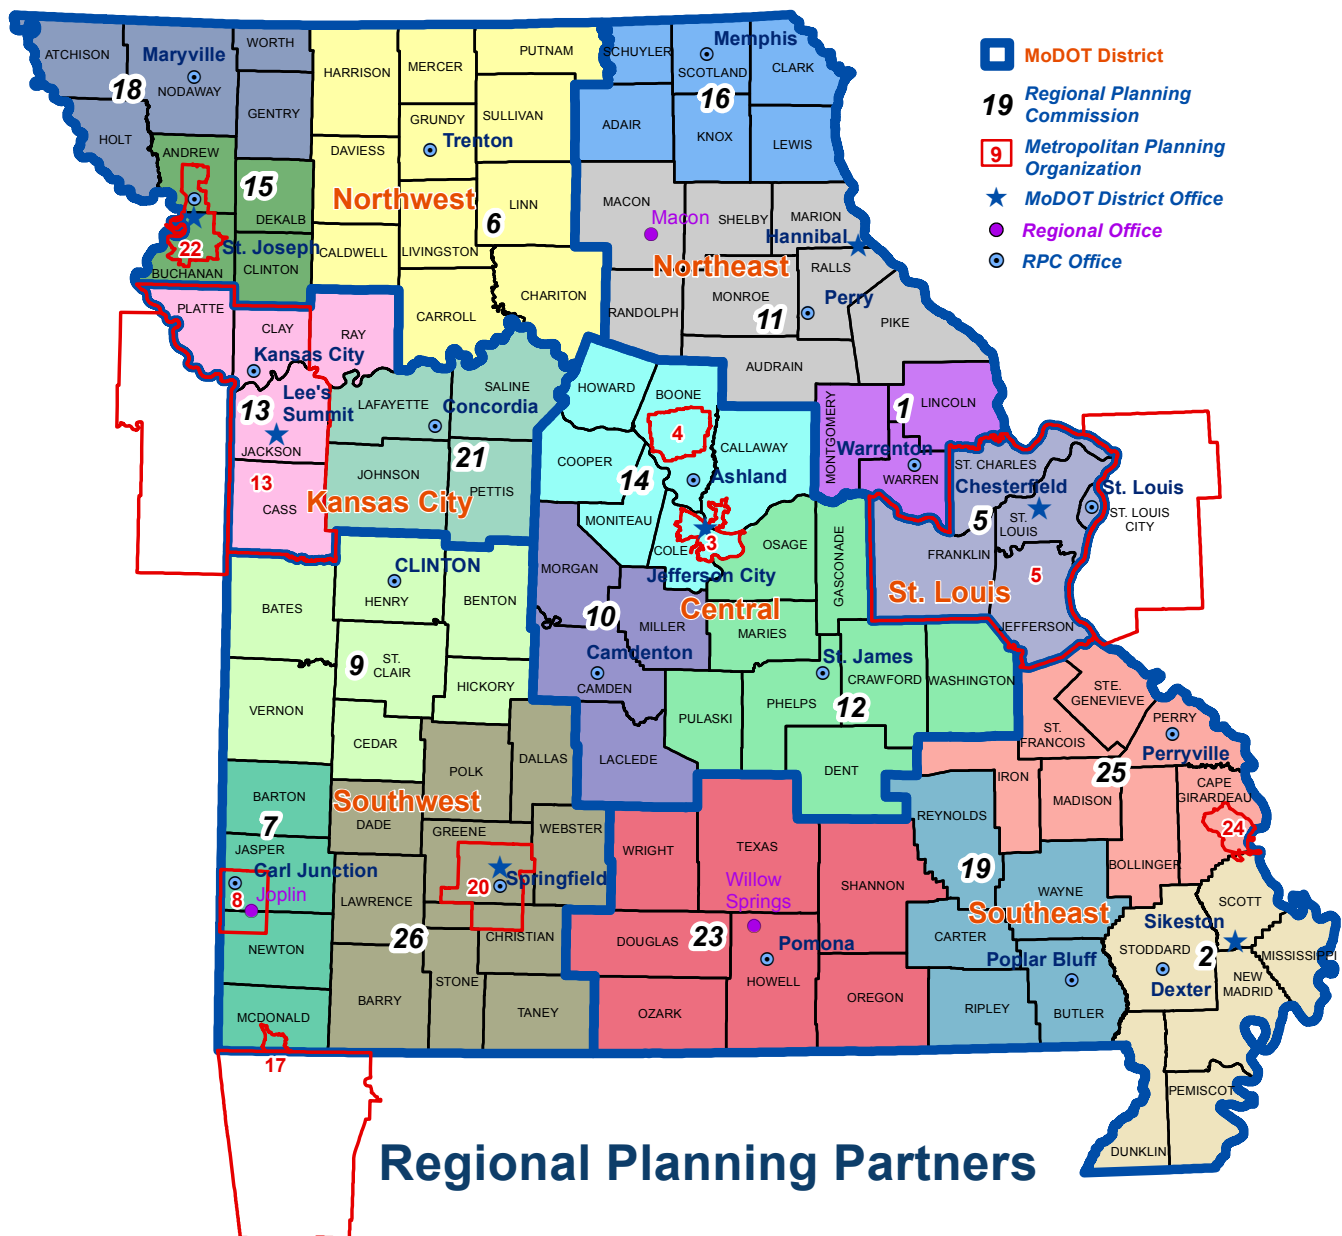 MoDOT District
19
Regional Planning
Commission
9
Metropolitan Planning
Organization
MoDOT District Office
Regional Office
RPC Office
ATCHISON
Maryville
WORTH
18
NODAWAY
GENTRY
HOLT
HARRISON
MERCER
PUTNAM
GRUNDY
SULLIVAN
Trenton
DAVIESS
Northwest
6
LINN
CALDWELL
LIVINGSTON
CARROLL
CHARITON
ANDREW
15
DEKALB
22
St. Joseph
BUCHANAN
CLINTON
SCHUYLER
Memphis
SCOTLAND
CLARK
16
ADAIR
KNOX
LEWIS
MACON
Macon
SHELBY
MARION
Hannibal
Northeast
RALLS
MONROE
Perry
RANDOLPH
11
PIKE
AUDRAIN
PLATTE
CLAY
RAY
Kansas City
Lee's
Summit
13
JACKSON
13
CASS
LAFAYETTE
SALINE
Concordia
21
JOHNSON
PETTIS
Kansas City
HOWARD
BOONE
4
CALLAWAY
COOPER
14
Ashland
MONITEAU
COLE
3
Jefferson City
Central
MONTGOMERY
1
LINCOLN
Warrenton
WARREN
ST. CHARLES
Chesterfield
St. Louis
ST. LOUIS
CITY
5
ST.
LOUIS
FRANKLIN
5
St. Louis
JEFFERSON
OSAGE
GASCONADE
MARIES
St. James
CRAWFORD
WASHINGTON
PHELPS
12
PULASKI
DENT
MORGAN
10
MILLER
Camdenton
CAMDEN
LACLEDE
CLINTON
HENRY
BENTON
BATES
9
ST.
CLAIR
HICKORY
VERNON
CEDAR
POLK
DALLAS
Southwest
DADE
GREENE
WEBSTER
BARTON
7
JASPER
Carl Junction
8
Joplin
NEWTON
MCDONALD
17
LAWRENCE
20
Springfield
26
CHRISTIAN
BARRY
STONE
TANEY
WRIGHT
TEXAS
Willow
Springs
SHANNON
DOUGLAS
23
Pomona
HOWELL
OZARK
OREGON
STE.
GENEVIEVE
PERRY
ST.
FRANCOIS
Perryville
IRON
25
MADISON
CAPE
GIRARDEAU
24
BOLLINGER
REYNOLDS
19
WAYNE
Southeast
CARTER
Poplar Bluff
RIPLEY
BUTLER
SCOTT
Sikeston
STODDARD
2
MISSISSIPPI
Dexter
NEW
MADRID
PEMISCOT
DUNKLIN
Regional Planning Partners